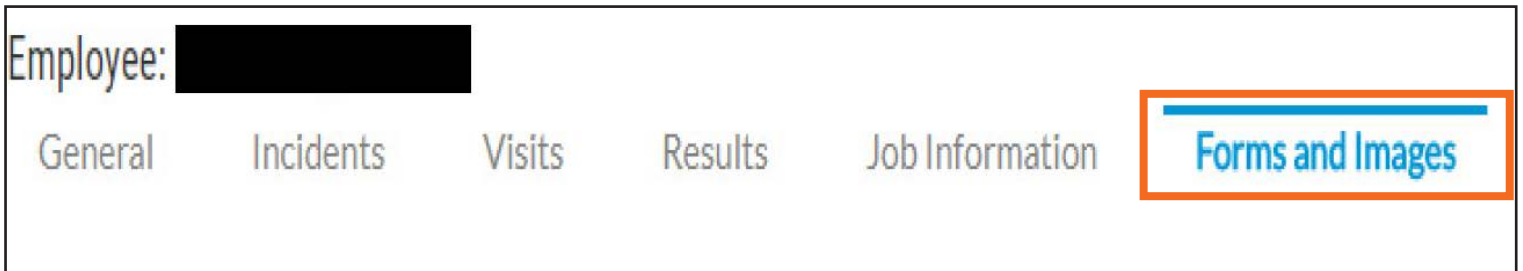 Employee:
General Incidents Visits Results Job Information Forms and Images